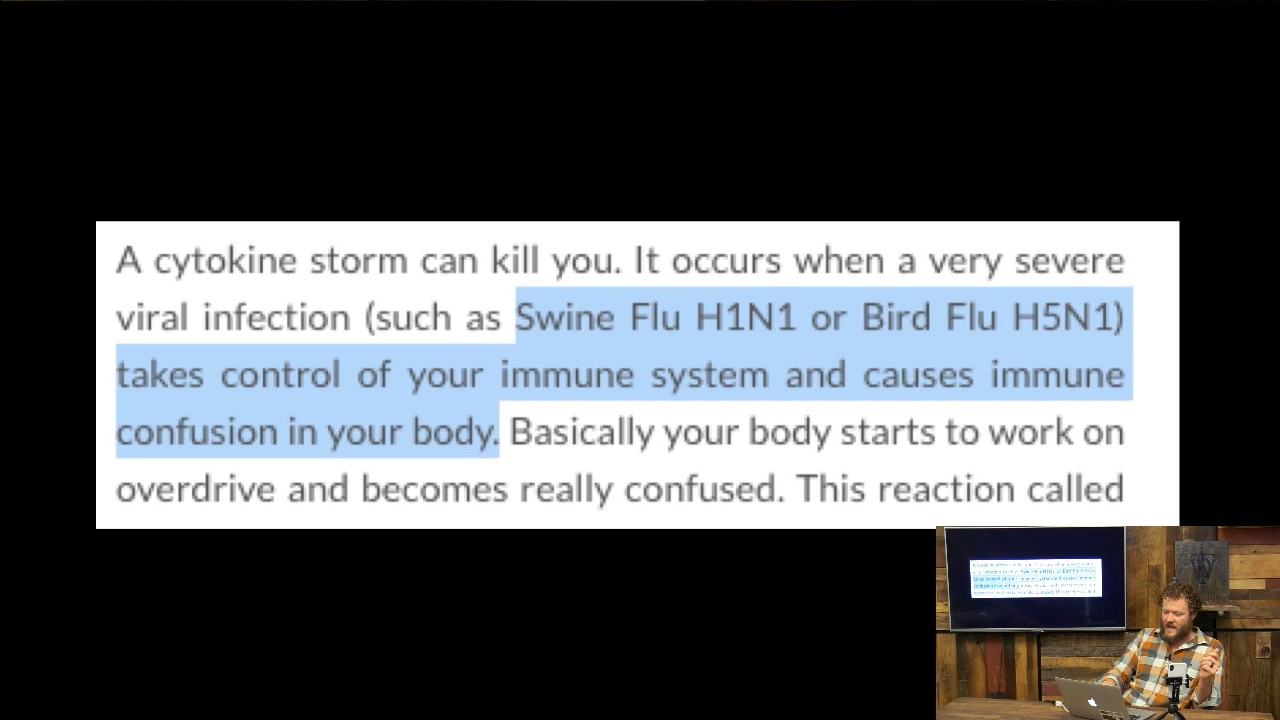 A cytokine storm can kill you. It occurs when a very severe
viral infection (such as Swine Flu H1N1 or Bird Flu H5N1)
takes control of your immune system and causes immune
confusion in your body. Basically your body starts to work on
overdrive and becomes really confused. This reaction called